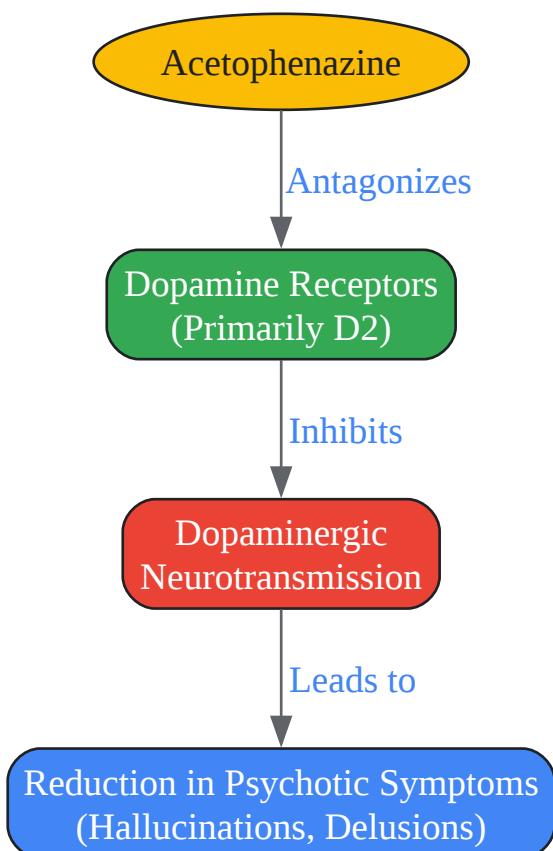 Acetophenazine
Antagonizes
Dopamine Receptors
(Primarily D2)
Inhibits
Dopaminergic
Neurotransmission
Leads to
Reduction in Psychotic Symptoms
(Hallucinations, Delusions)